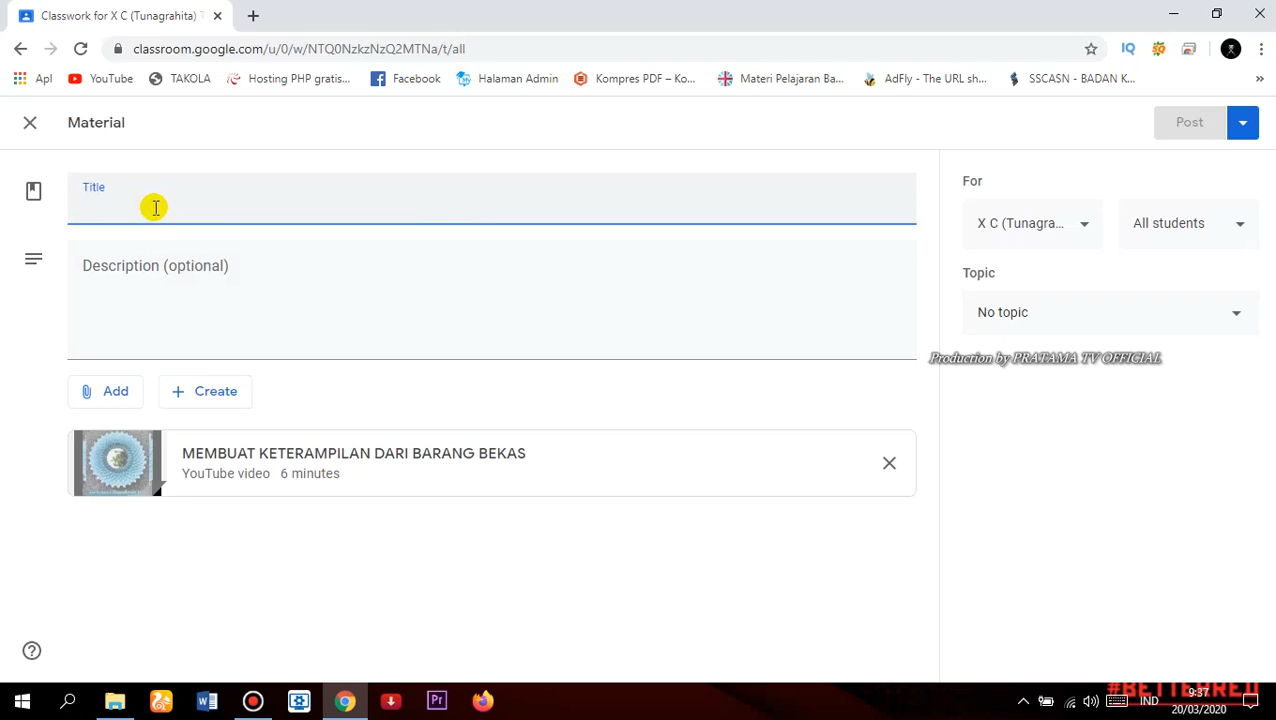 Classwork for X C (Tunagrahita) T
classroom.google.com/u/0/w/NTQ0NzkzNzQ2MTNa/t/all
IQ
Apl
YouTube
TAKOLA
Hosting PHP gratis...
Facebook
Halaman Admin
Kompres PDF – Ko...
Materi Pelajaran Ba...
AdFly - The URL sh...
SSCASN - BADAN K...
Material
Post
Title
Description (optional)
Add
Create
MEMBUAT KETERAMPILAN DARI BARANG BEKAS
YouTube video 6 minutes
For
X C (Tunagra...
All students
Topic
No topic
Production by PRATAMA TV OFFICIAL
#BETTERRED
Pr
IND
9:37
20/03/2020